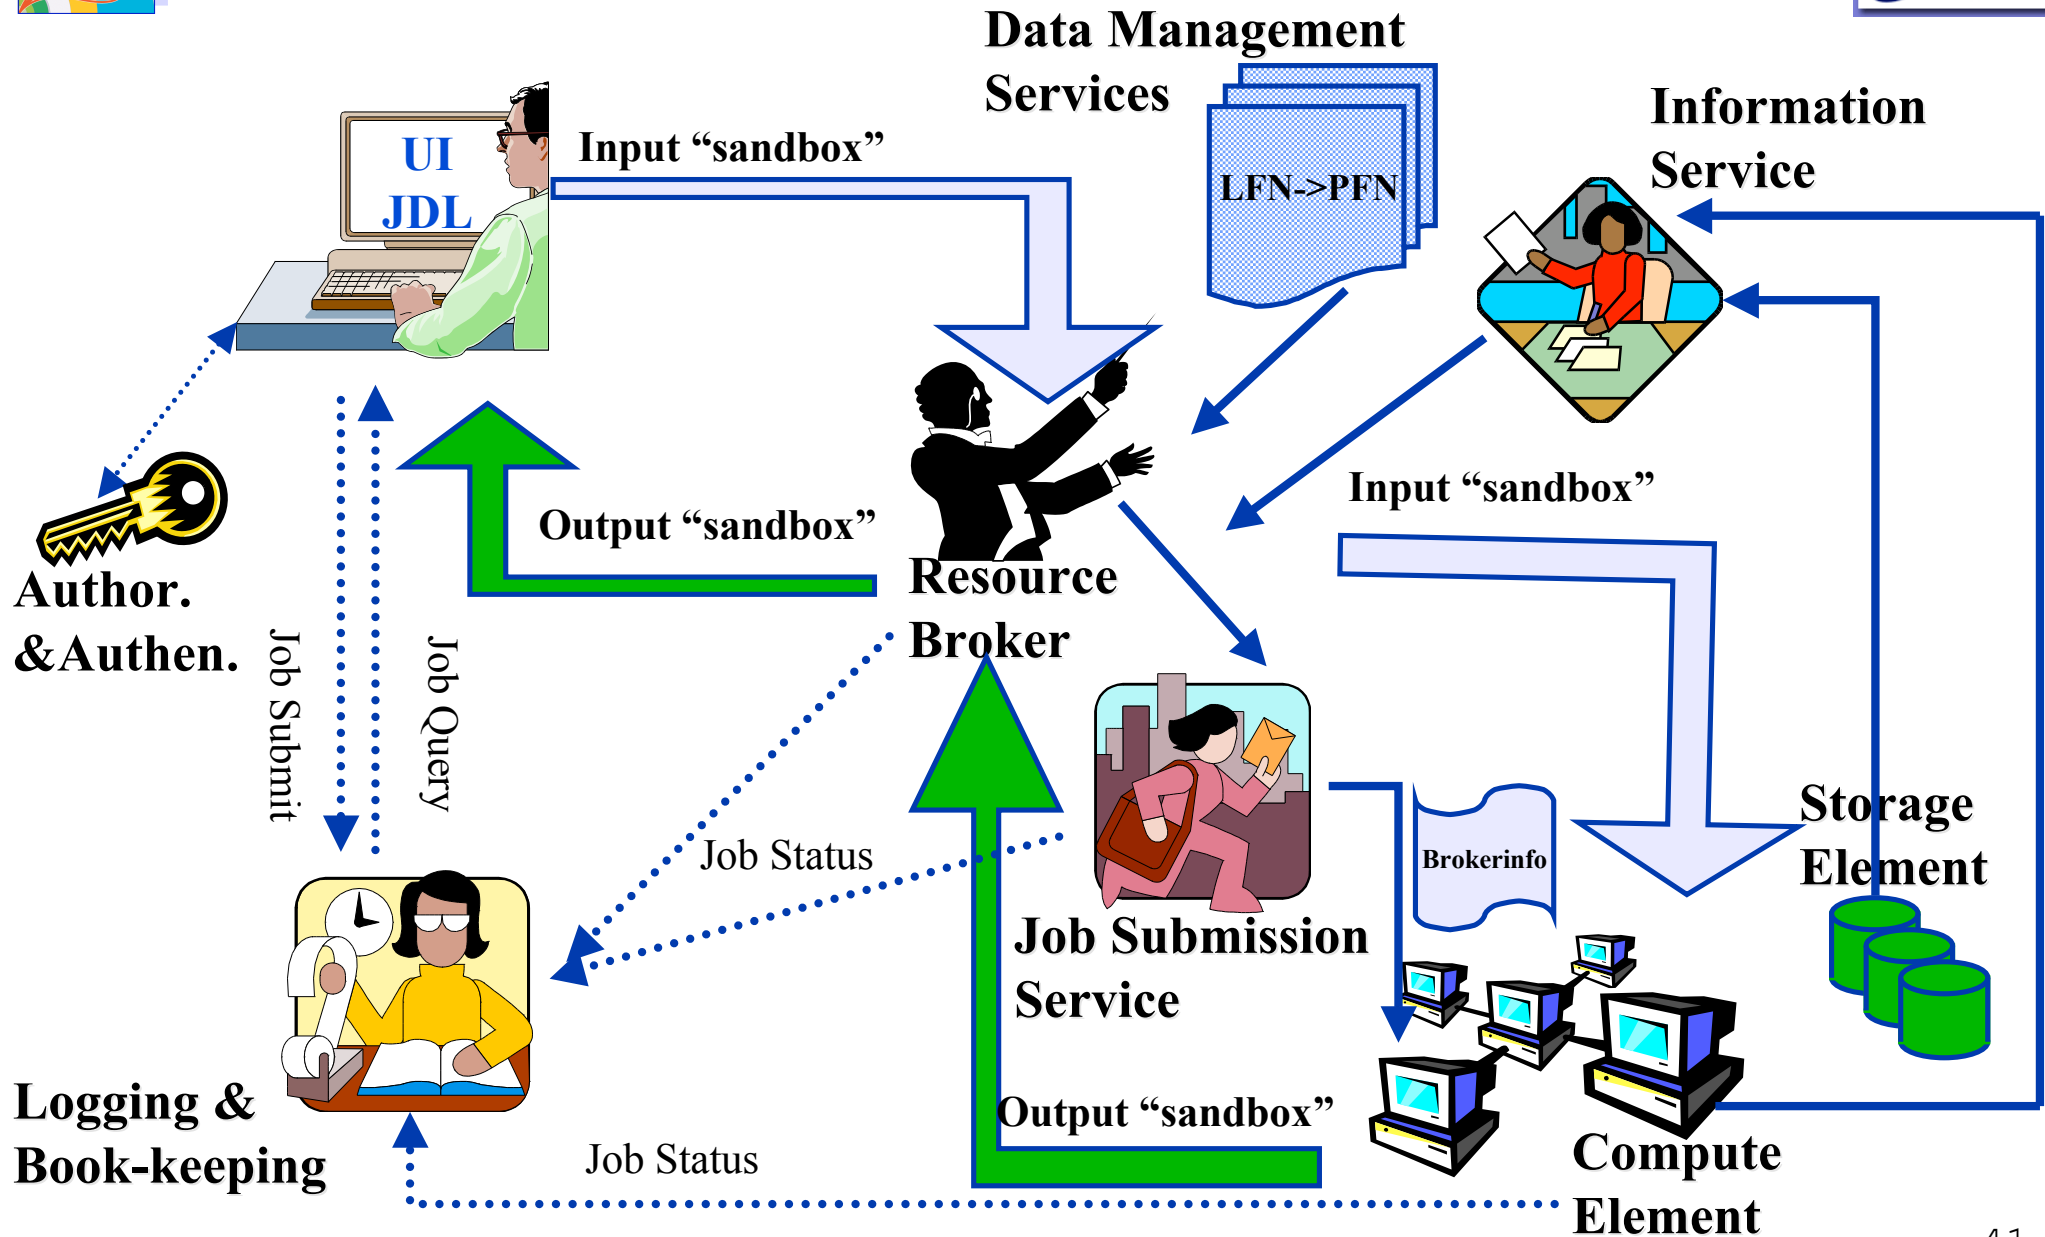 Data Management
Services
Information
Service
UI
JDL
Input “sandbox”
LFN->PFN
Input “sandbox”
Output “sandbox”
Resource
Broker
Author.
&Authen.
Job Submit
Job Query
Storage
Element
Job Status
Brokerinfo
Job Submission
Service
Logging &
Book-keeping
Output “sandbox”
Job Status
Compute
Element